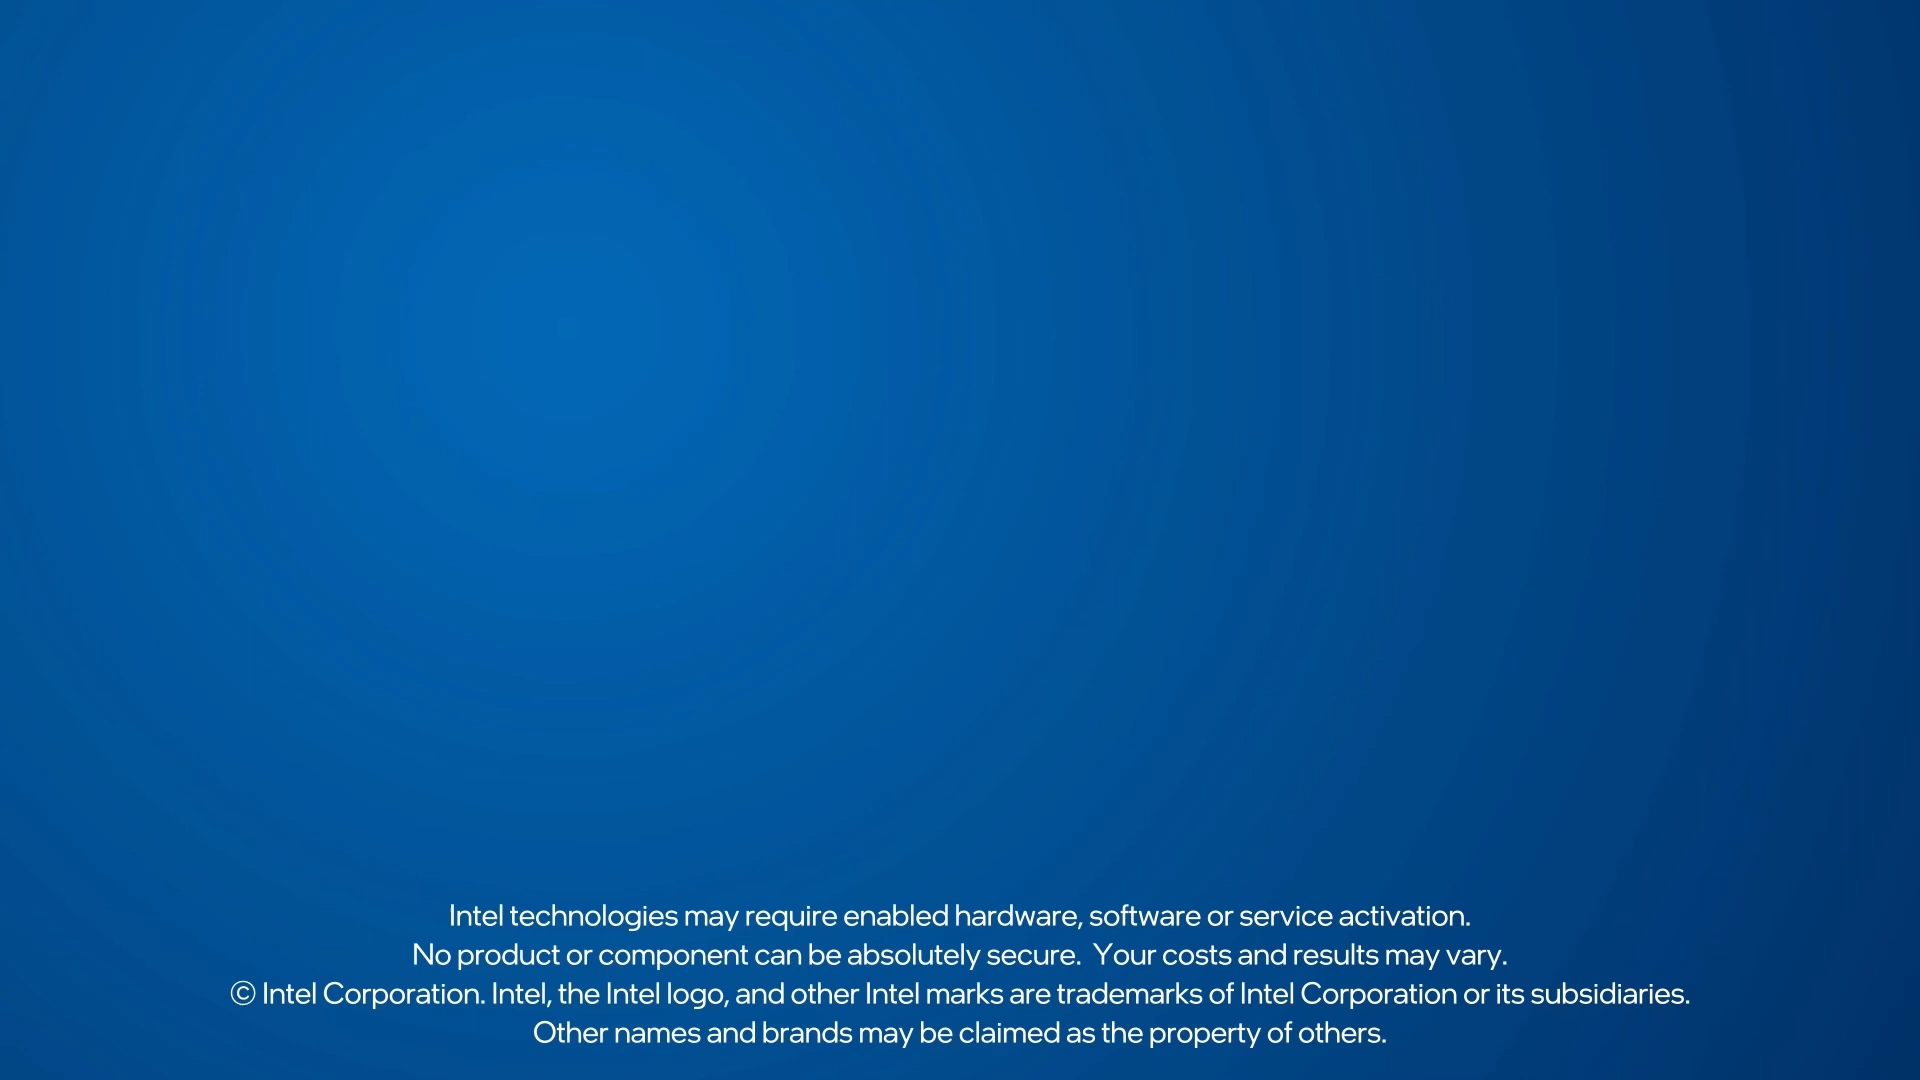 Intel technologies may require enabled hardware, software or service activation.
No product or component can be absolutely secure.  Your costs and results may vary.
© Intel Corporation. Intel, the Intel logo, and other Intel marks are trademarks of Intel Corporation or its subsidiaries.
Other names and brands may be claimed as the property of others.